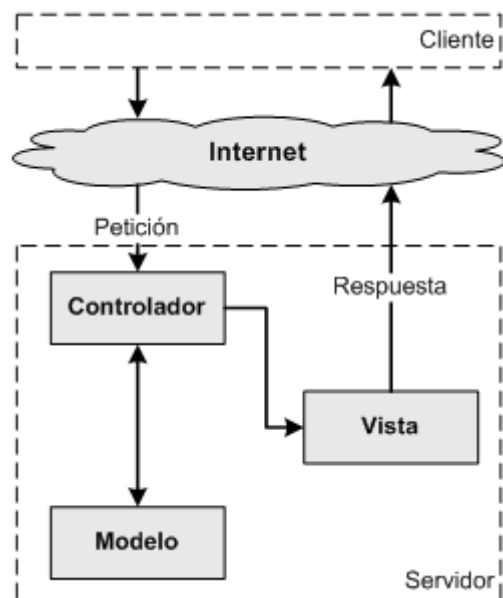 Cliente
Internet
Petición
Controlador
Respuesta
Vista
Modelo
Servidor